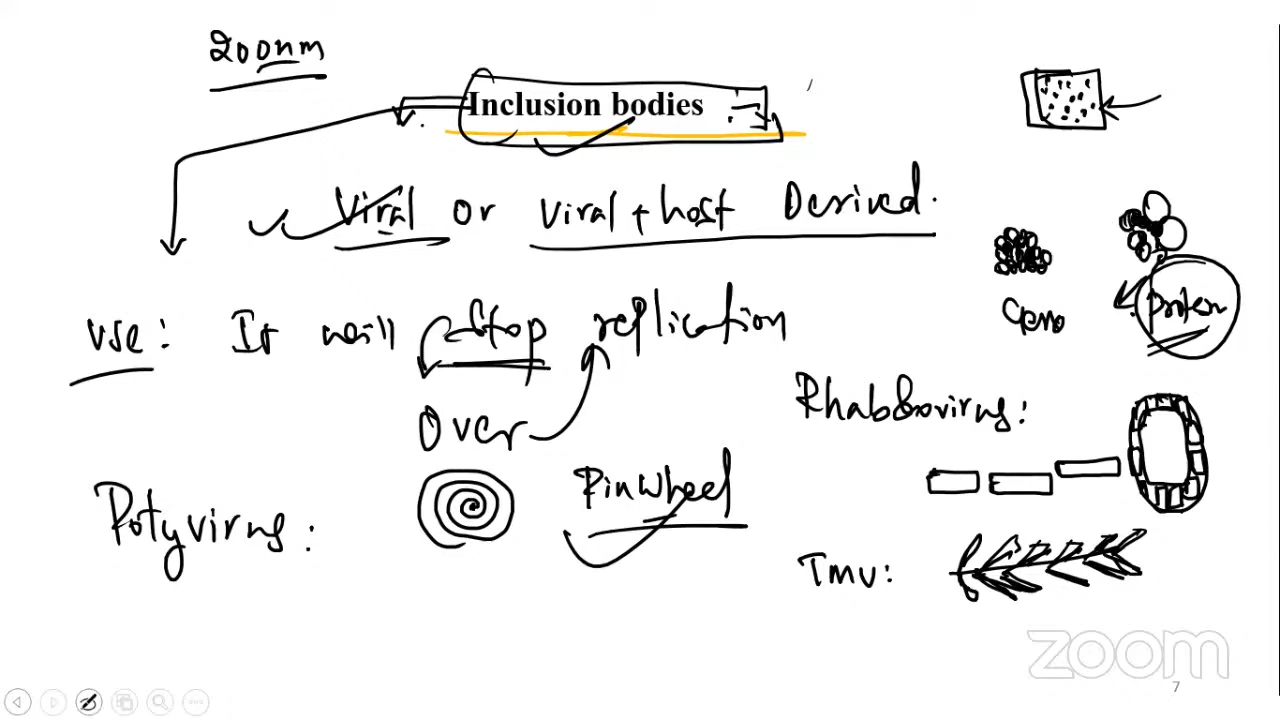 200nm
Inclusion bodies
Viral or Viral + host Derived.
Use: It will Stop replication
Over
Protein
Rhabdovirus:
Potyvirus:
Pinwheel
Tmv:
zoom
7